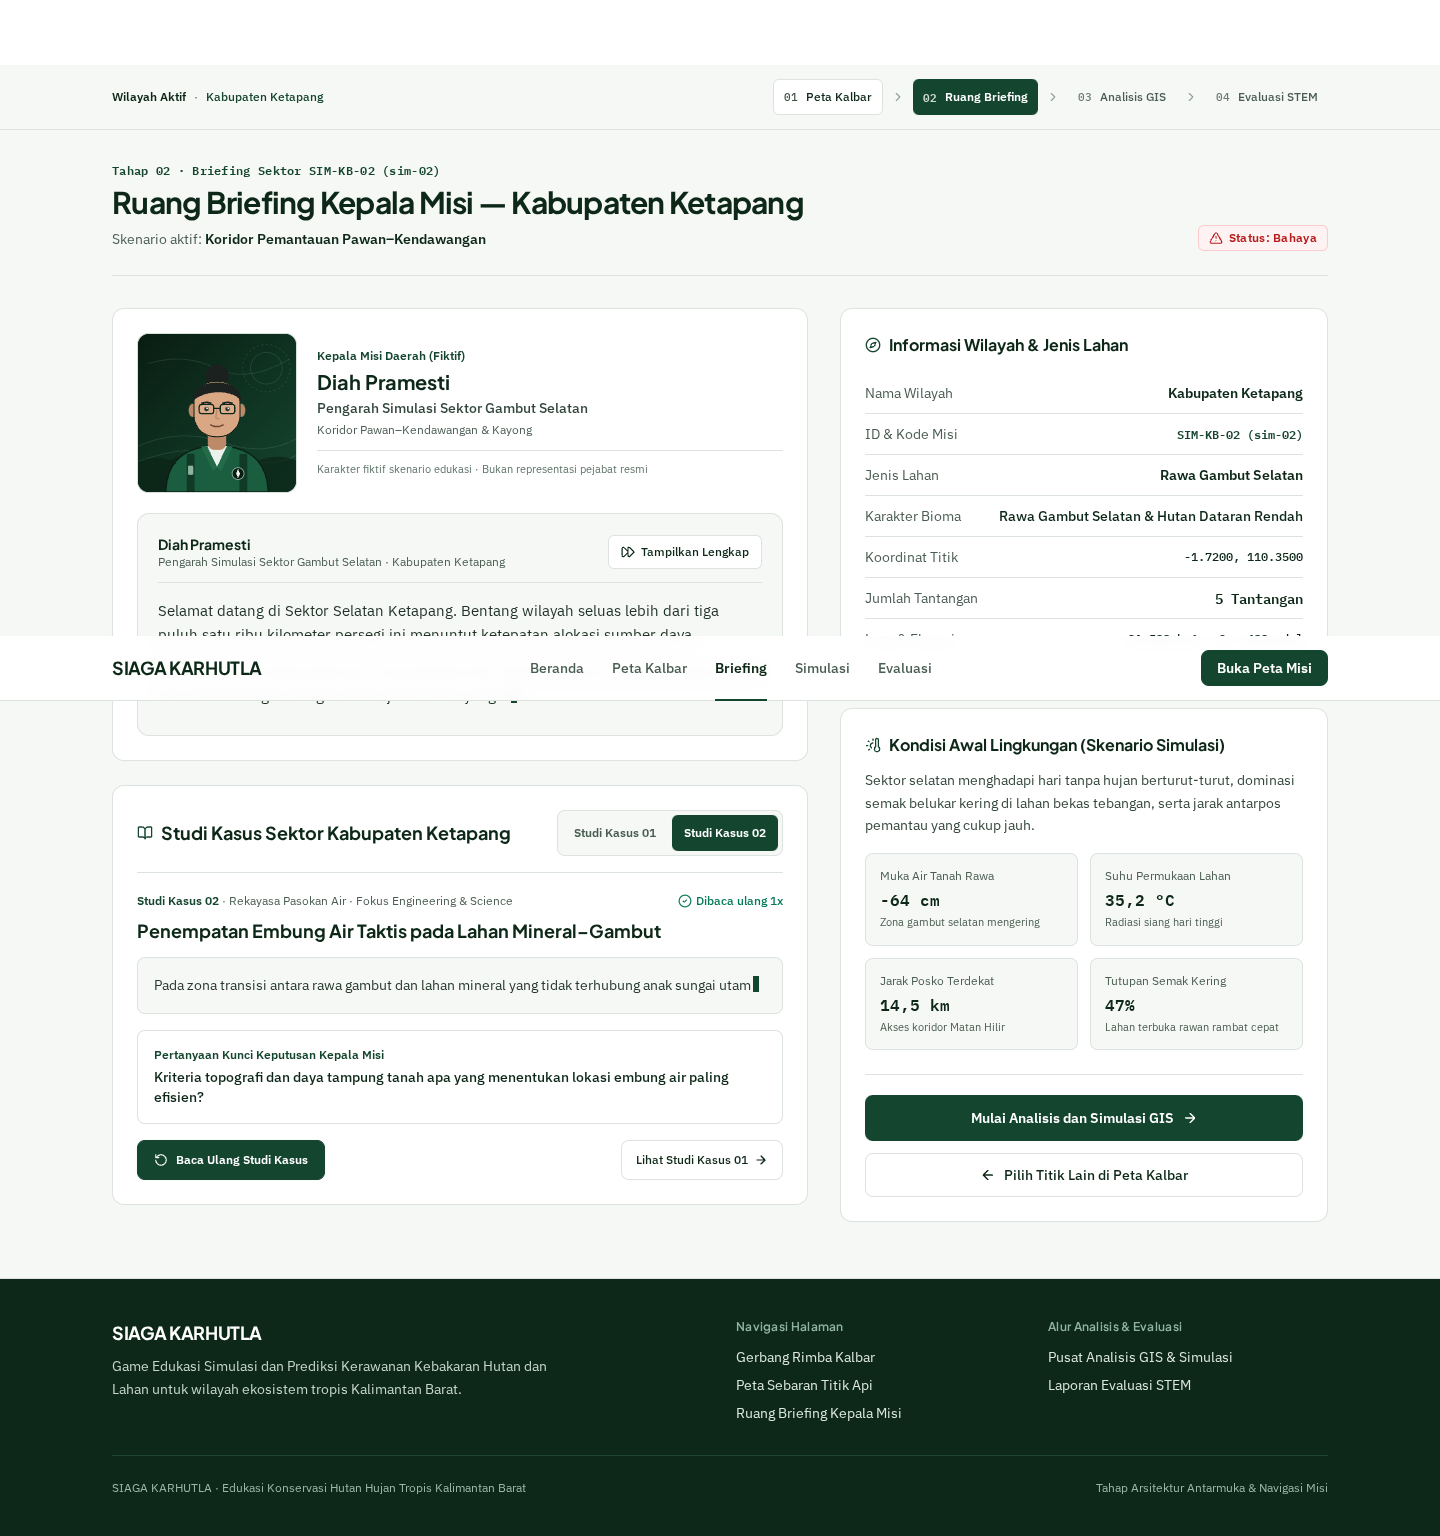 Wilayah Aktif · Kabupaten Ketapang
01 Peta Kalbar
02 Ruang Briefing
03 Analisis GIS
04 Evaluasi STEM
Tahap 02 · Briefing Sektor SIM-KB-02 (sim-02)
Ruang Briefing Kepala Misi — Kabupaten Ketapang
Skenario aktif: Koridor Pemantauan Pawan–Kendawangan
Status: Bahaya
Kepala Misi Daerah (Fiktif)
Diah Pramesti
Pengarah Simulasi Sektor Gambut Selatan
Koridor Pawan–Kendawangan & Kayong
Karakter fiktif skenario edukasi · Bukan representasi pejabat resmi
Diah Pramesti
Pengarah Simulasi Sektor Gambut Selatan · Kabupaten Ketapang
Tampilkan Lengkap
Selamat datang di Sektor Selatan Ketapang. Bentang wilayah seluas lebih dari tiga
puluh satu ribu kilometer persegi ini menuntut ketepatan alokasi sumber daya
Informasi Wilayah & Jenis Lahan
Nama Wilayah Kabupaten Ketapang
ID & Kode Misi SIM-KB-02 (sim-02)
Jenis Lahan Rawa Gambut Selatan
Karakter Bioma Rawa Gambut Selatan & Hutan Dataran Rendah
Koordinat Titik -1.7200, 110.3500
Jumlah Tantangan 5 Tantangan
SIAGA KARHUTLA
Beranda
Peta Kalbar
Briefing
Simulasi
Evaluasi
Buka Peta Misi
Studi Kasus Sektor Kabupaten Ketapang
Studi Kasus 01
Studi Kasus 02
Studi Kasus 02 · Rekayasa Pasokan Air · Fokus Engineering & Science
Dibaca ulang 1x
Penempatan Embung Air Taktis pada Lahan Mineral–Gambut
Pada zona transisi antara rawa gambut dan lahan mineral yang tidak terhubung anak sungai utam
Pertanyaan Kunci Keputusan Kepala Misi
Kriteria topografi dan daya tampung tanah apa yang menentukan lokasi embung air paling
efisien?
Baca Ulang Studi Kasus
Lihat Studi Kasus 01
Kondisi Awal Lingkungan (Skenario Simulasi)
Sektor selatan menghadapi hari tanpa hujan berturut-turut, dominasi
semak belukar kering di lahan bekas tebangan, serta jarak antarpos
pemantau yang cukup jauh.
Muka Air Tanah Rawa
-64 cm
Zona gambut selatan mengering
Suhu Permukaan Lahan
35,2 °C
Radiasi siang hari tinggi
Jarak Posko Terdekat
14,5 km
Akses koridor Matan Hilir
Tutupan Semak Kering
47%
Lahan terbuka rawan rambat cepat
Mulai Analisis dan Simulasi GIS
Pilih Titik Lain di Peta Kalbar
SIAGA KARHUTLA
Game Edukasi Simulasi dan Prediksi Kerawanan Kebakaran Hutan dan
Lahan untuk wilayah ekosistem tropis Kalimantan Barat.
Navigasi Halaman
Gerbang Rimba Kalbar
Peta Sebaran Titik Api
Ruang Briefing Kepala Misi
Alur Analisis & Evaluasi
Pusat Analisis GIS & Simulasi
Laporan Evaluasi STEM
SIAGA KARHUTLA · Edukasi Konservasi Hutan Hujan Tropis Kalimantan Barat
Tahap Arsitektur Antarmuka & Navigasi Misi